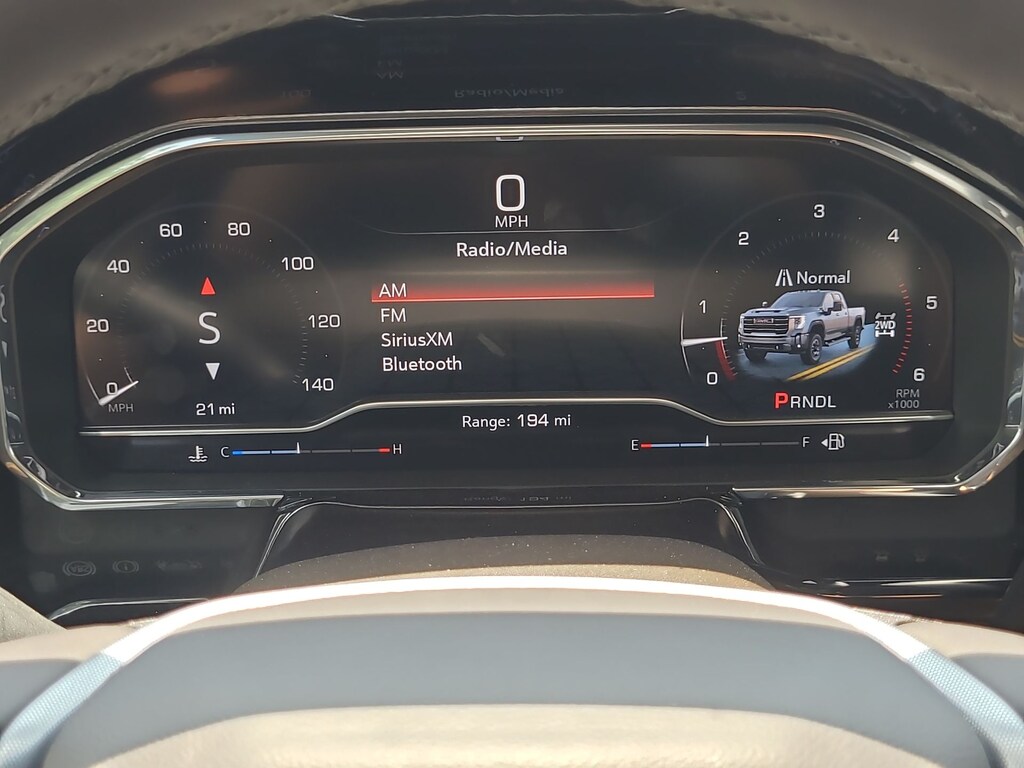 0
MPH
Radio/Media
AM
FM
SiriusXM
Bluetooth
0
20
40
60
80
100
120
140
MPH
S
21 mi
0
1
2
3
4
5
6
RPM
x1000
Normal
2WD
PRNDL
Range: 194 mi
C
H
E
F